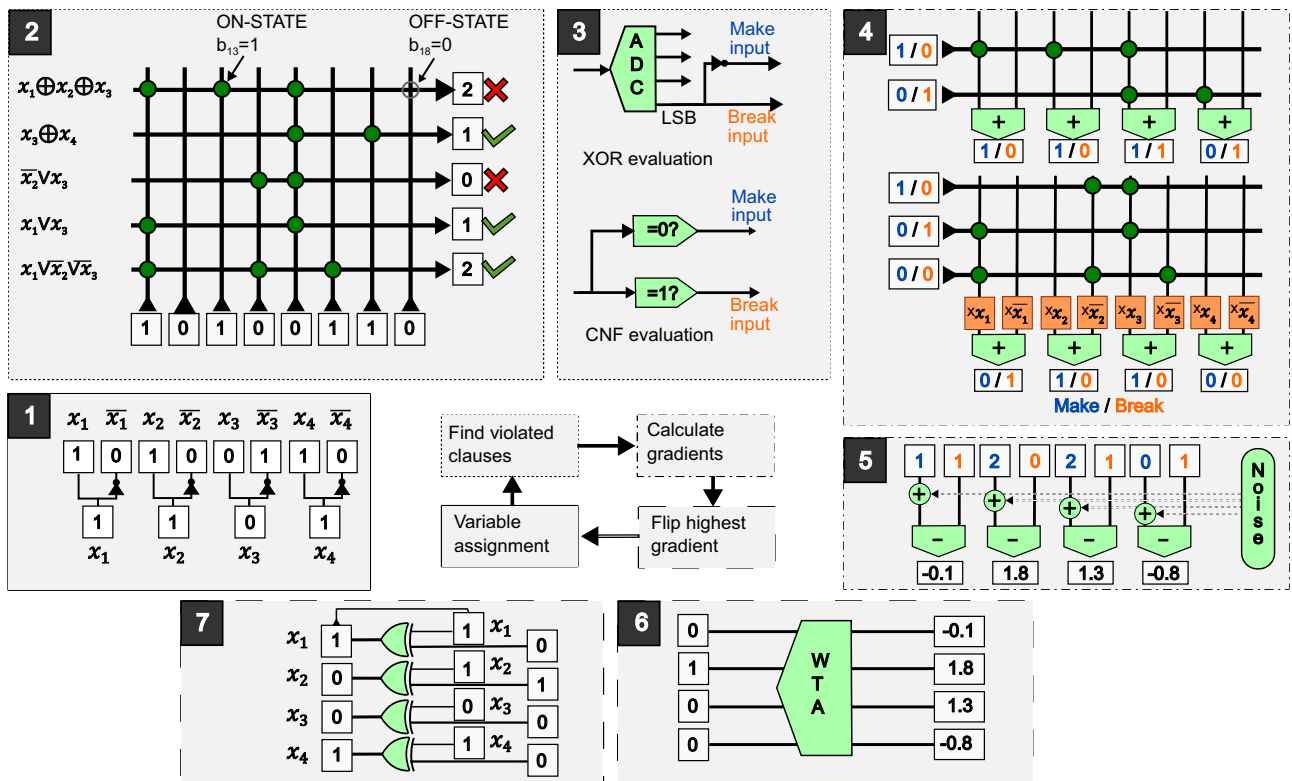 2
ON-STATE
b₁₃=1
OFF-STATE
b₁₈=0
x₁⊕x₂⊕x₃
2
x₃⊕x₄
1
x̅₂∨x₃
0
x₁∨x₃
1
x₁∨x̅₂∨x̅₃
2
1 0 1 0 0 1 1 0
3
ADC
Make
input
LSB
Break
input
XOR evaluation
=0?
Make
input
=1?
Break
input
CNF evaluation
4
1 / 0
0 / 1
+ + + +
1 / 0 1 / 0 1 / 1 0 / 1
1 / 0
0 / 1
0 / 0
xx₁ xx̅₁ xx₂ xx̅₂ xx₃ xx̅₃ xx₄ xx̅₄
+ + + +
0 / 1 1 / 0 1 / 0 0 / 0
Make / Break
1
x₁ x̅₁ x₂ x̅₂ x₃ x̅₃ x₄ x̅₄
1 0 1 0 0 1 1 0
1 1 0 1
x₁ x₂ x₃ x₄
Find violated
clauses
Calculate
gradients
Variable
assignment
Flip highest
gradient
5
1 1 2 0 2 1 0 1
+ + + +
Noise
− − − −
-0.1 1.8 1.3 -0.8
7
x₁ 1 1 x₁ 0
x₂ 0 1 x₂ 1
x₃ 0 0 x₃ 0
x₄ 1 1 x₄ 0
6
0 -0.1
1 1.8
0 1.3
0 -0.8
WTA